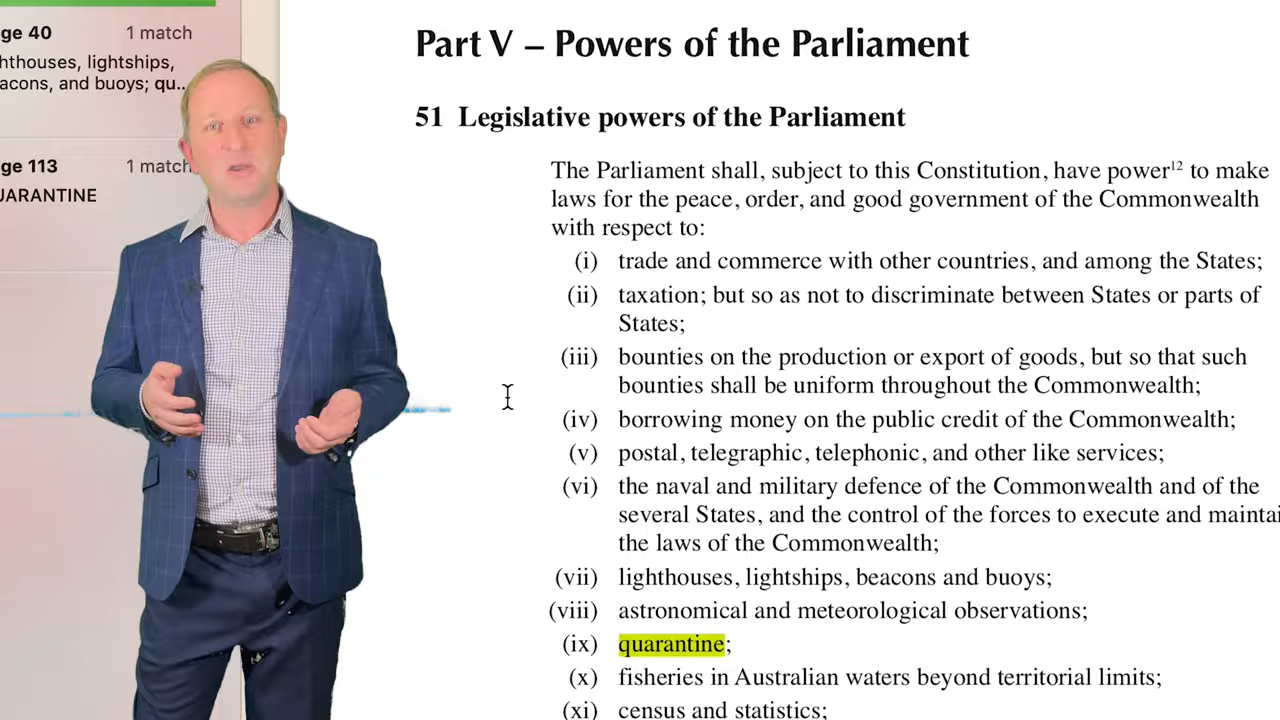 ge 40 1 match
hthouses, lightships,
acons, and buoys; qu...
ge 113 1 match
UARANTINE
Part V – Powers of the Parliament
51 Legislative powers of the Parliament
The Parliament shall, subject to this Constitution, have power12 to make
laws for the peace, order, and good government of the Commonwealth
with respect to:
(i) trade and commerce with other countries, and among the States;
(ii) taxation; but so as not to discriminate between States or parts of
States;
(iii) bounties on the production or export of goods, but so that such
bounties shall be uniform throughout the Commonwealth;
(iv) borrowing money on the public credit of the Commonwealth;
(v) postal, telegraphic, telephonic, and other like services;
(vi) the naval and military defence of the Commonwealth and of the
several States, and the control of the forces to execute and maintai
the laws of the Commonwealth;
(vii) lighthouses, lightships, beacons and buoys;
(viii) astronomical and meteorological observations;
(ix) quarantine;
(x) fisheries in Australian waters beyond territorial limits;
(xi) census and statistics;